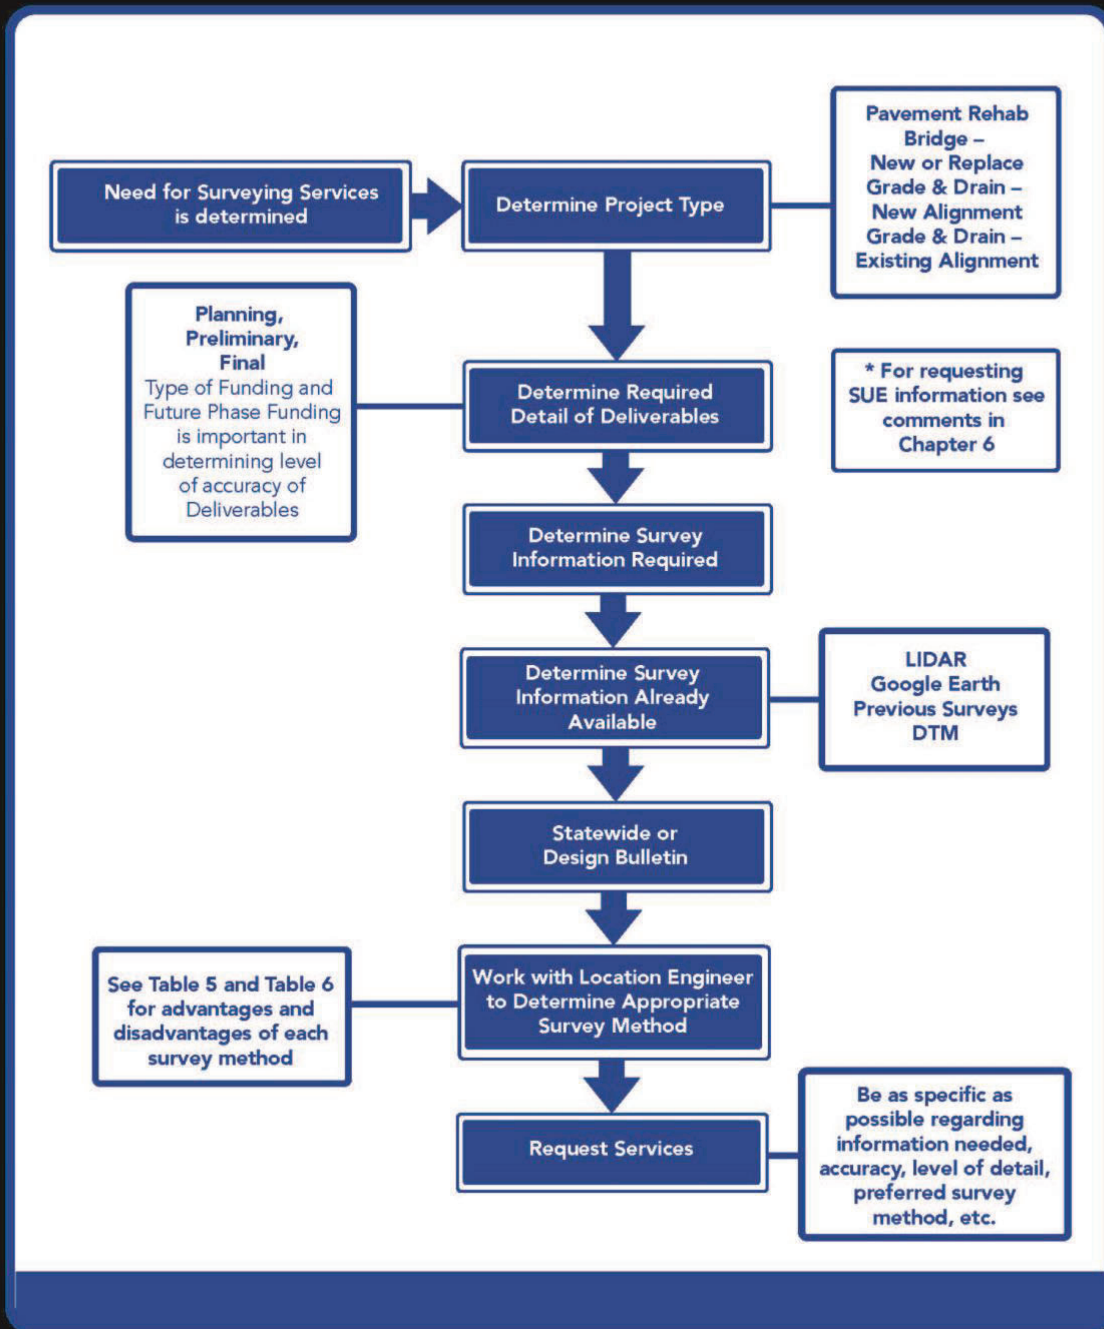 Need for Surveying Services
is determined
Determine Project Type
Pavement Rehab
Bridge –
New or Replace
Grade & Drain –
New Alignment
Grade & Drain –
Existing Alignment
Planning,
Preliminary,
Final
Type of Funding and
Future Phase Funding
is important in
determining level
of accuracy of
Deliverables
Determine Required
Detail of Deliverables
* For requesting
SUE information see
comments in
Chapter 6
Determine Survey
Information Required
Determine Survey
Information Already
Available
LIDAR
Google Earth
Previous Surveys
DTM
Statewide or
Design Bulletin
See Table 5 and Table 6
for advantages and
disadvantages of each
survey method
Work with Location Engineer
to Determine Appropriate
Survey Method
Request Services
Be as specific as
possible regarding
information needed,
accuracy, level of detail,
preferred survey
method, etc.